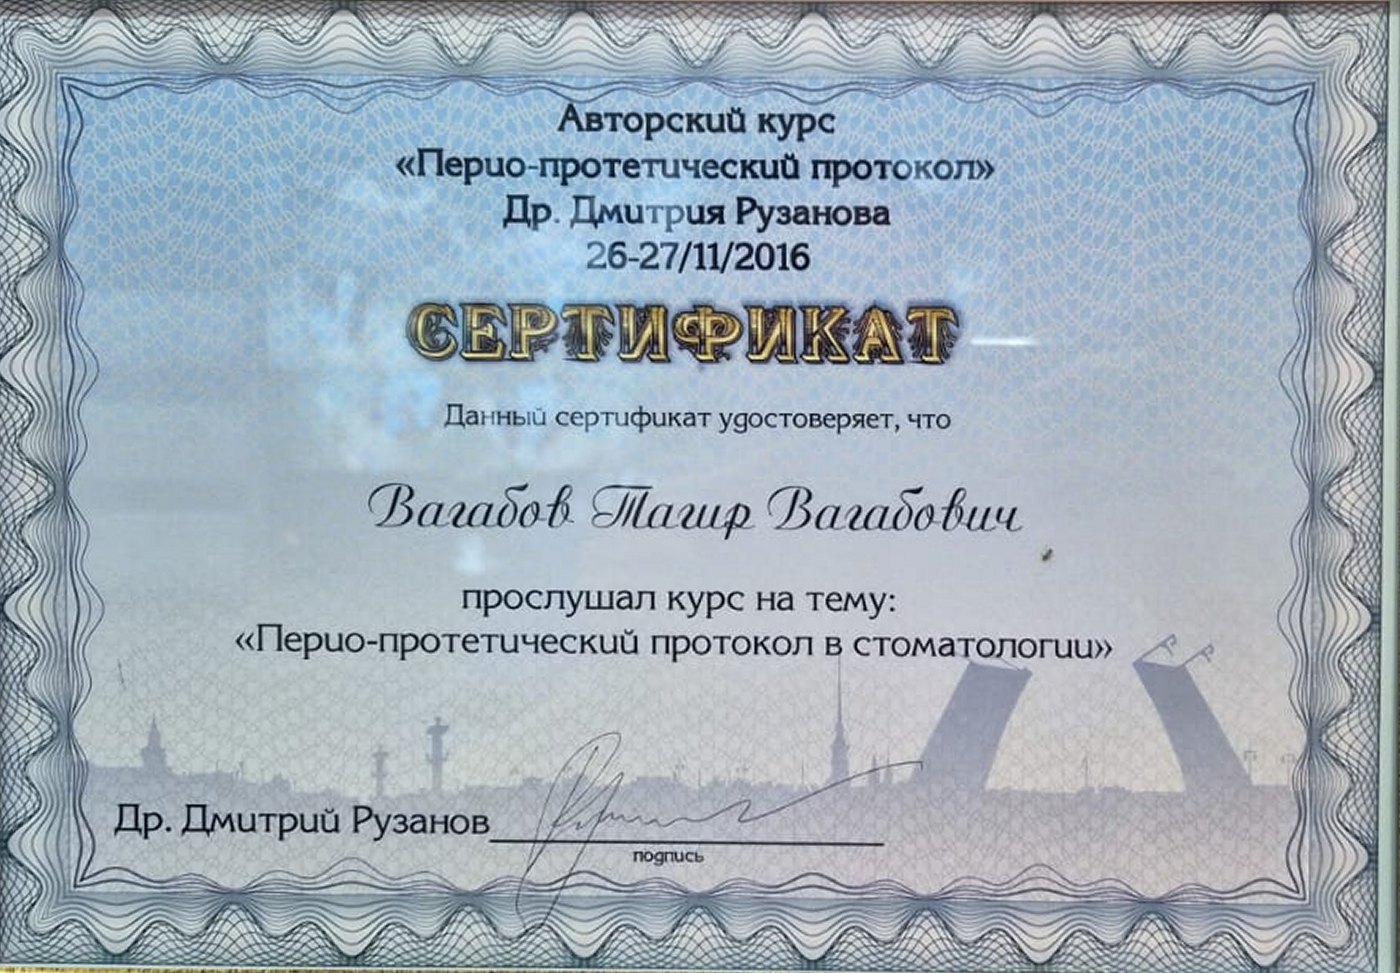 Авторский курс
«Перио-протетический протокол»
Др. Дмитрия Рузанова
26-27/11/2016
СЕРТИФИКАТ
Данный сертификат удостоверяет, что
Вагабов Тагир Вагабович
прослушал курс на тему:
«Перио-протетический протокол в стоматологии»
Др. Дмитрий Рузанов
подпись